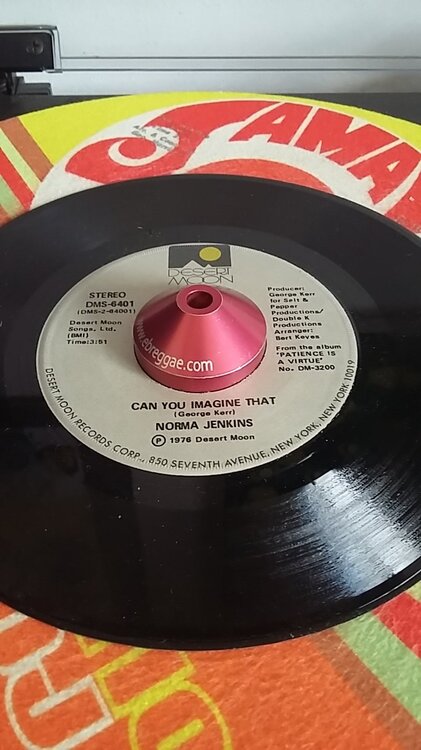 JAMAI
DESERT
MOON
STEREO
DMS-6401
(DMS-2-64001)
Desert Moon
Songs, Ltd.
(BMI)
Time:3:51
Producer:
George Kerr
for Salt &
Pepper
Productions/
Double K
Productions
Arranger:
Bert Keyes
From the album
"PATIENCE IS
A VIRTUE"
No. DM-3200
www.ebreggae.com
CAN YOU IMAGINE THAT
(George Kerr)
NORMA JENKINS
℗ 1976 Desert Moon
DESERT MOON RECORDS CORP., 850 SEVENTH AVENUE, NEW YORK, NEW YORK 10019